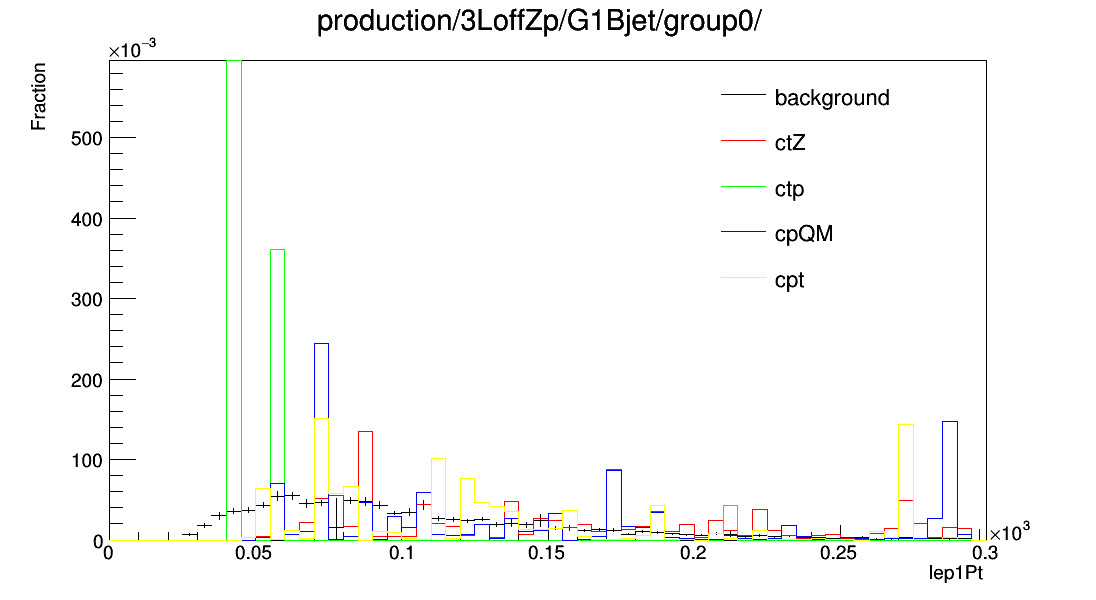 production/3LoffZp/G1Bjet/group0/
×10⁻³
Fraction
500
400
300
200
100
0
background
ctZ
ctp
cpQM
cpt
0 0.05 0.1 0.15 0.2 0.25 0.3 ×10³
lep1Pt